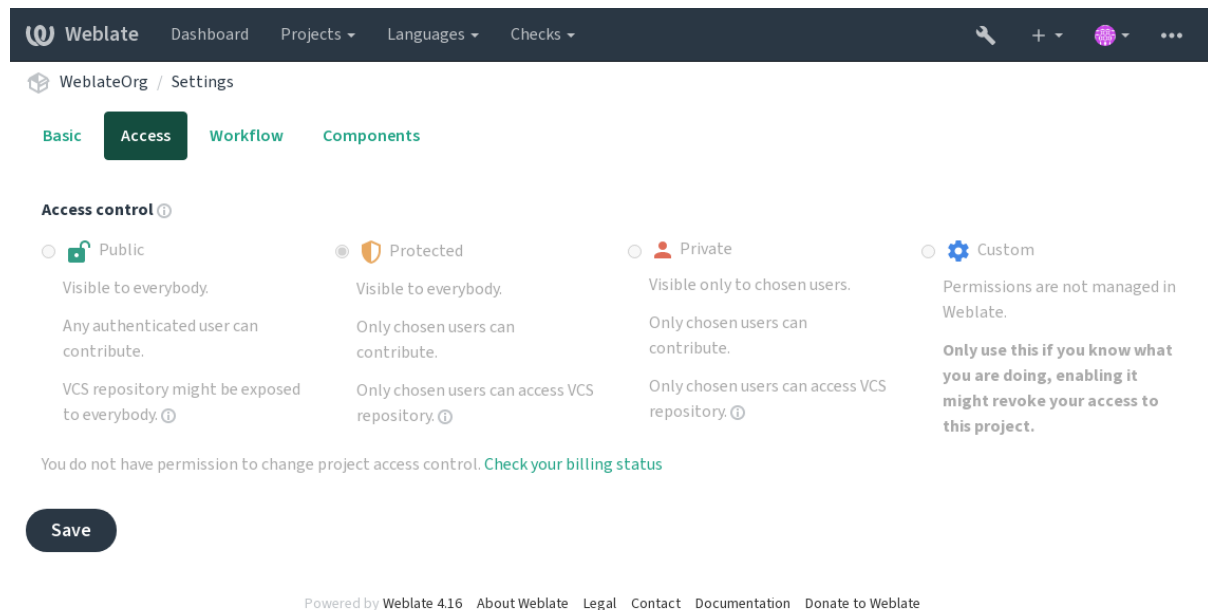 Weblate Dashboard Projects Languages Checks
WeblateOrg / Settings
Basic Access Workflow Components
Access control
Public
Visible to everybody.
Any authenticated user can
contribute.
VCS repository might be exposed
to everybody.
Protected
Visible to everybody.
Only chosen users can
contribute.
Only chosen users can access VCS
repository.
Private
Visible only to chosen users.
Only chosen users can
contribute.
Only chosen users can access VCS
repository.
Custom
Permissions are not managed in
Weblate.
Only use this if you know what
you are doing, enabling it
might revoke your access to
this project.
You do not have permission to change project access control. Check your billing status
Save
Powered by Weblate 4.16 About Weblate Legal Contact Documentation Donate to Weblate